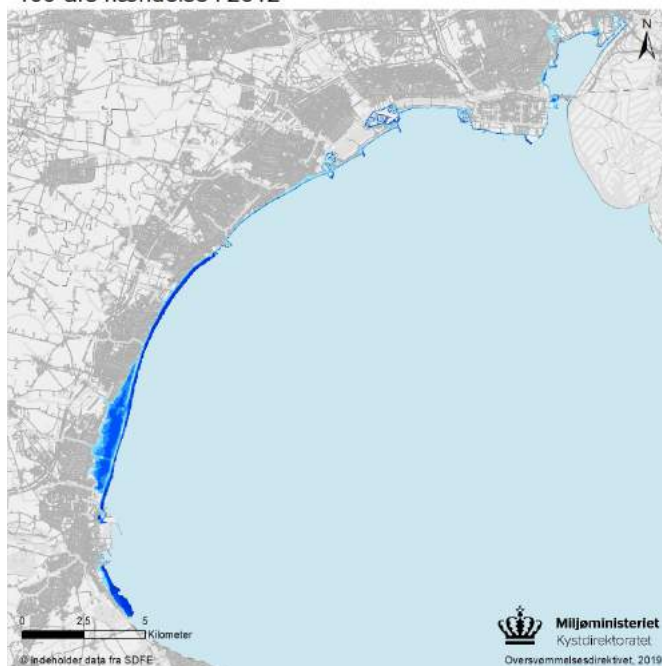 N
0 2,5 5
Kilometer
© Indeholder data fra SDFE
Miljøministeriet
Kystdirektoratet
Oversvømmelsesdirektivet, 2019